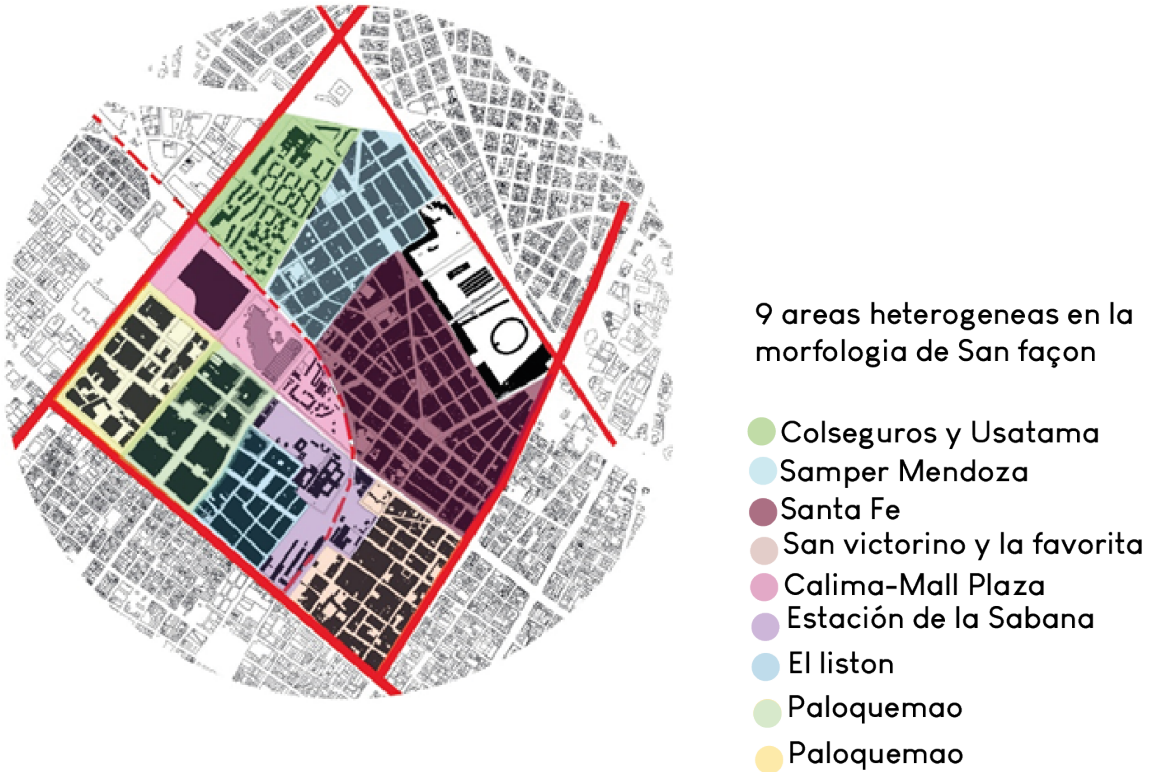 9 areas heterogeneas en la
morfologia de San façon
Colseguros y Usatama
Samper Mendoza
Santa Fe
San victorino y la favorita
Calima-Mall Plaza
Estación de la Sabana
El liston
Paloquemao
Paloquemao